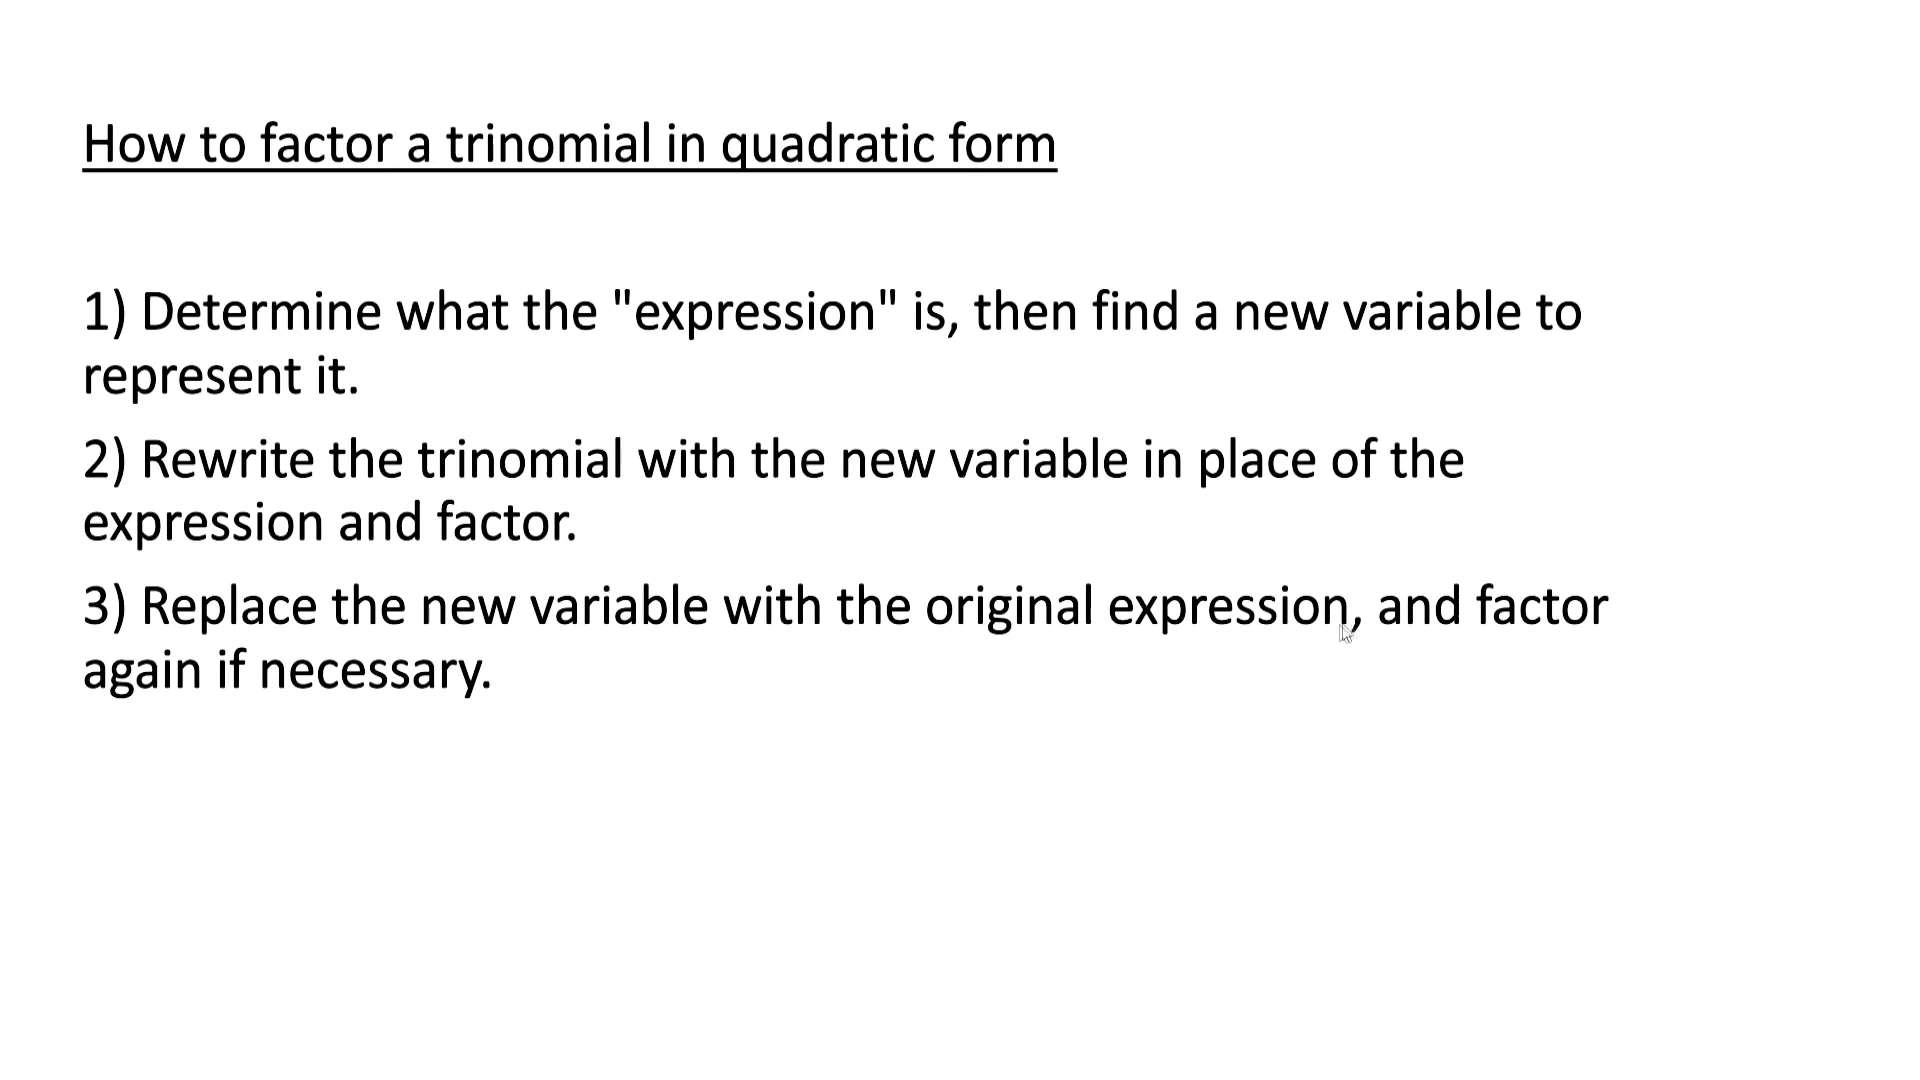 How to factor a trinomial in quadratic form
1) Determine what the "expression" is, then find a new variable to
represent it.
2) Rewrite the trinomial with the new variable in place of the
expression and factor.
3) Replace the new variable with the original expression, and factor
again if necessary.